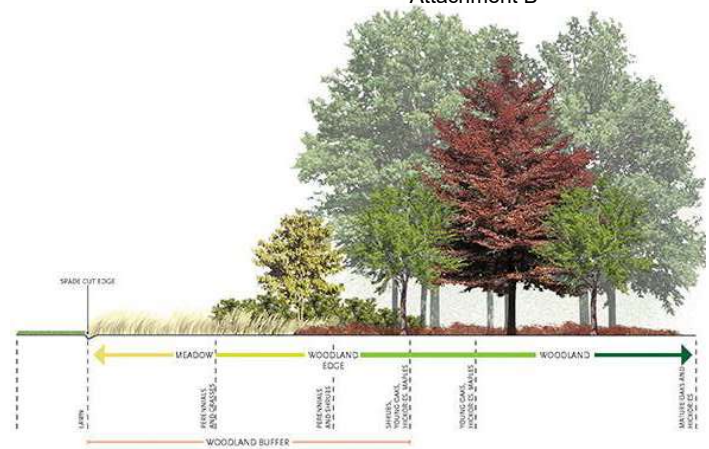 Attachment B
SPADE CUT EDGE
MEADOW
WOODLAND
EDGE
WOODLAND
LAWN
PERENNIALS
AND GRASSES
PERENNIALS
AND SHRUBS
SHRUBS,
YOUNG OAKS,
HICKORIES, MAPLES
YOUNG OAKS,
HICKORIES, MAPLES
MATURE OAKS AND
HICKORIES
WOODLAND BUFFER